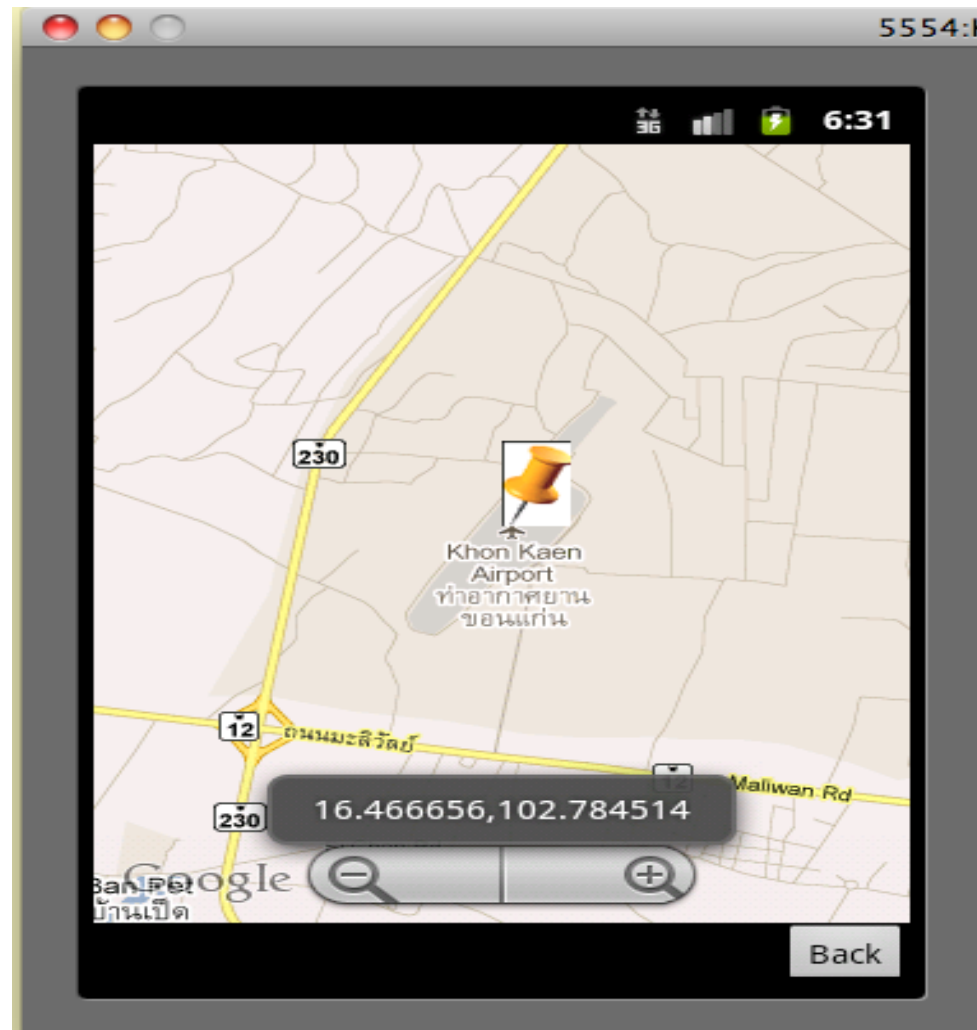 5554:
3G
6:31
230
Khon Kaen
Airport
ท่าอากาศยาน
ขอนแก่น
12
ถนนมะลิวัลย์
12
Maliwan Rd
16.466656,102.784514
230
Google
Ban Pet
บ้านเป็ด
Back